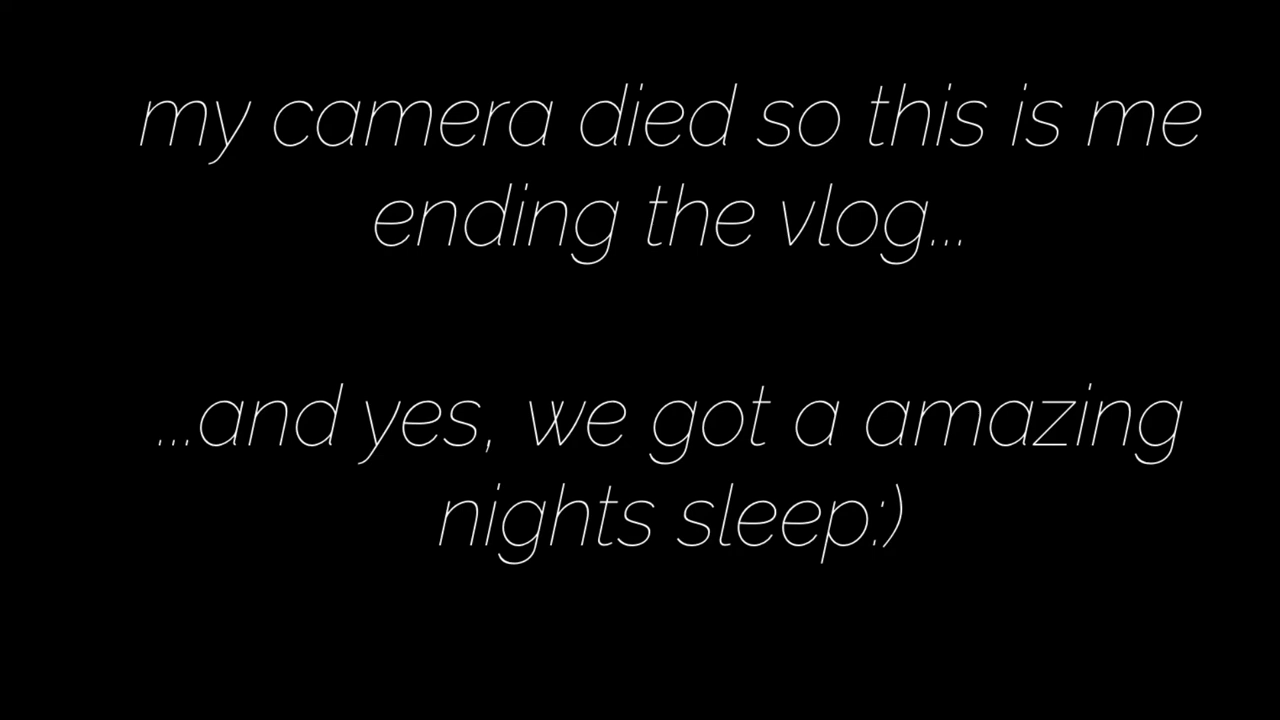 my camera died so this is me
ending the vlog...
...and yes, we got a amazing
nights sleep:)